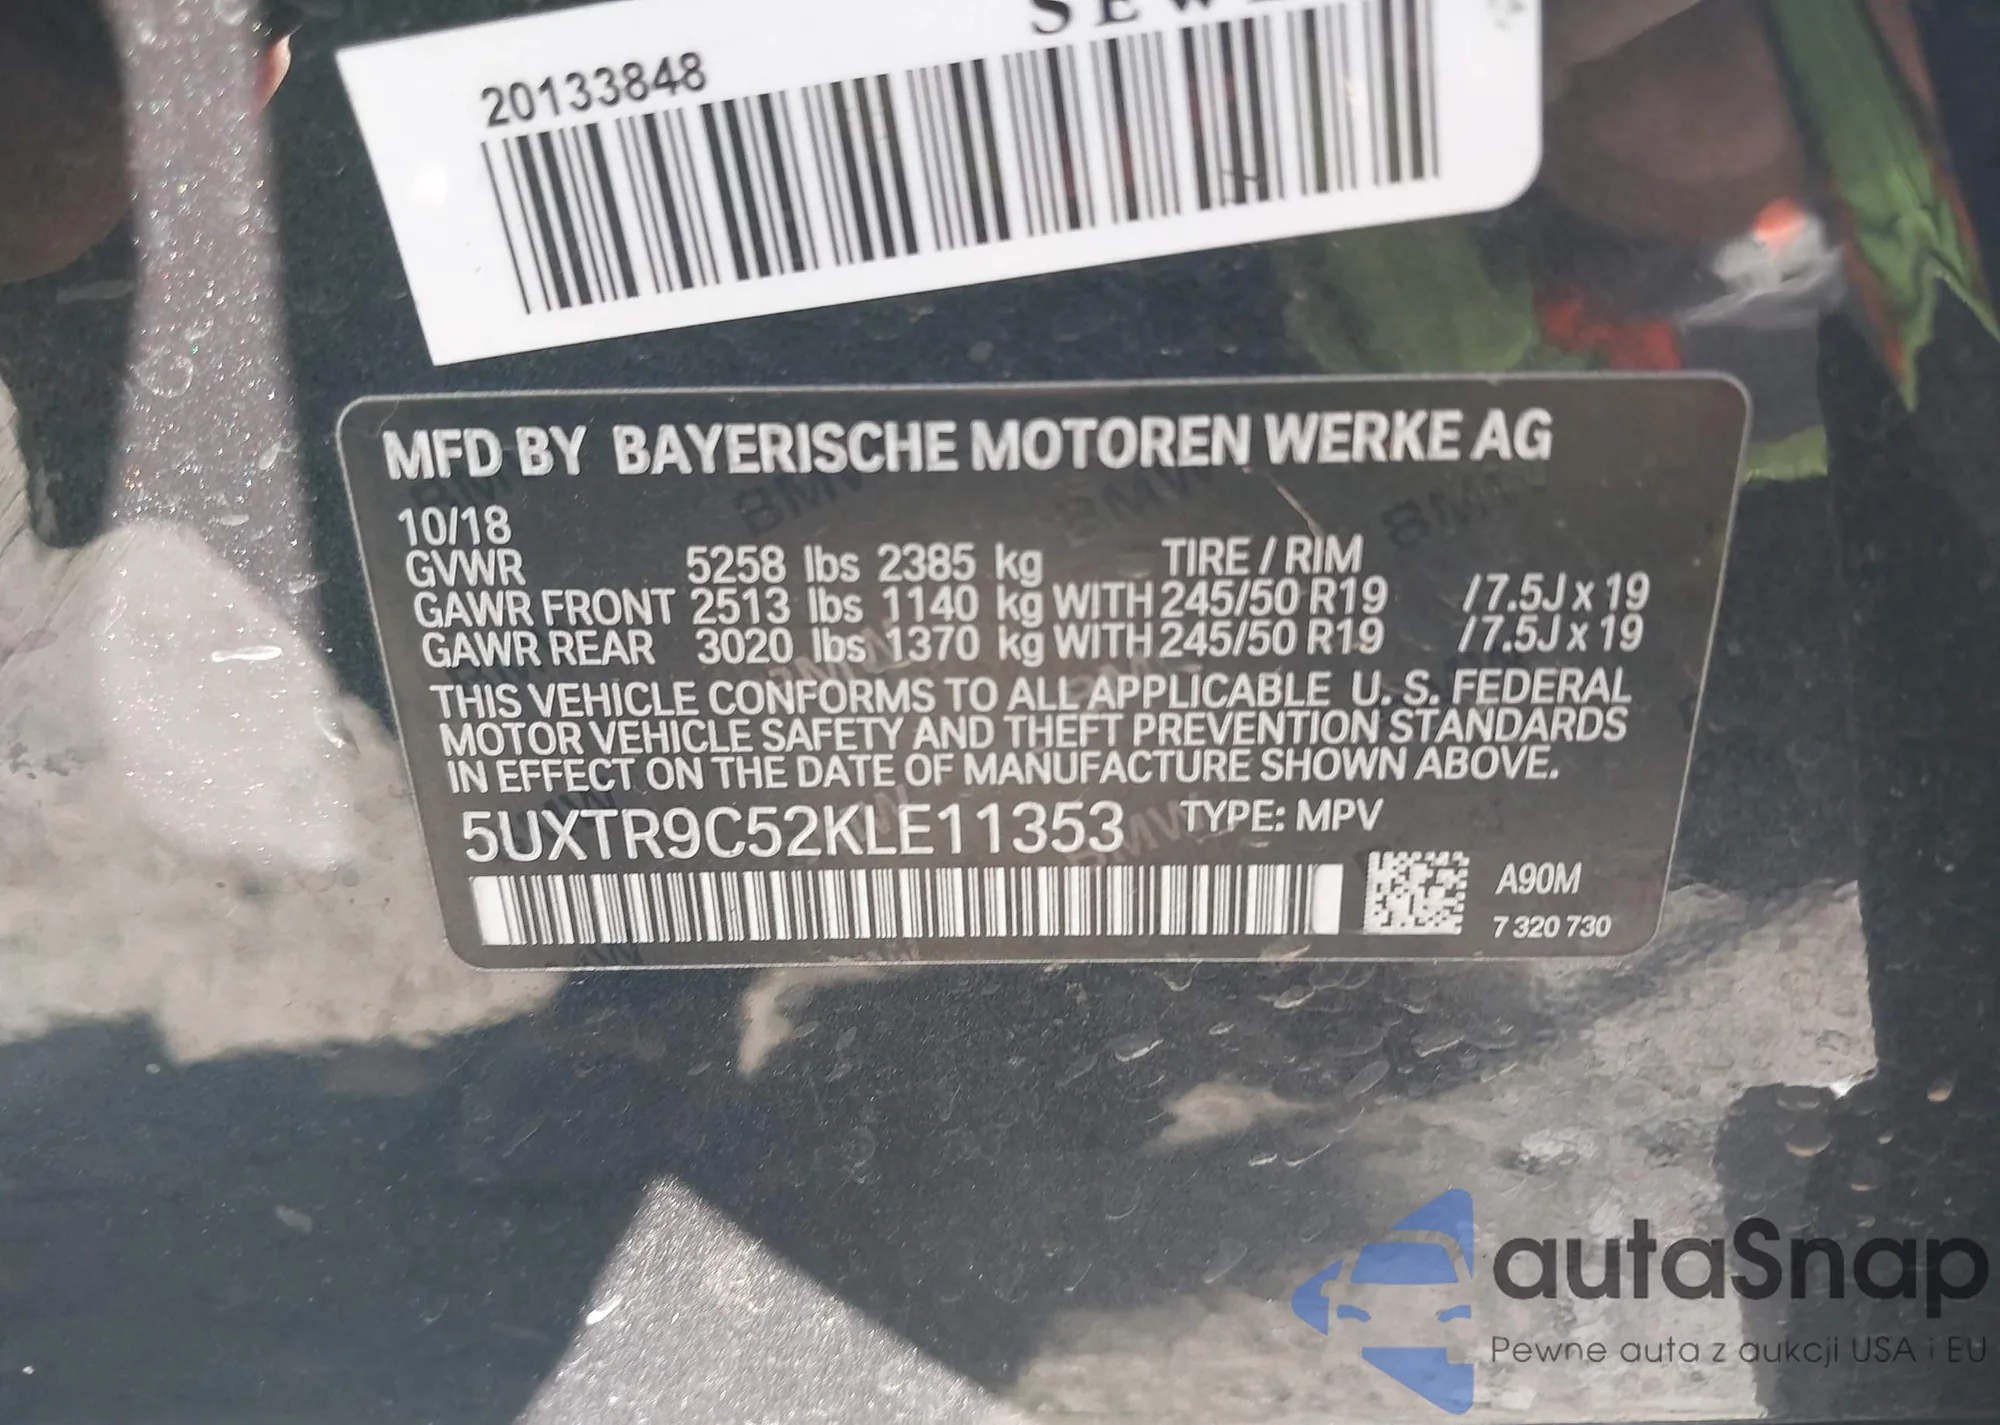 20133848
MFD BY BAYERISCHE MOTOREN WERKE AG
10/18
GVWR 5258 lbs 2385 kg TIRE / RIM
GAWR FRONT 2513 lbs 1140 kg WITH 245/50 R19 /7.5J x 19
GAWR REAR 3020 lbs 1370 kg WITH 245/50 R19 /7.5J x 19
THIS VEHICLE CONFORMS TO ALL APPLICABLE U. S. FEDERAL
MOTOR VEHICLE SAFETY AND THEFT PREVENTION STANDARDS
IN EFFECT ON THE DATE OF MANUFACTURE SHOWN ABOVE.
5UXTR9C52KLE11353 TYPE: MPV
A90M
7 320 730
autaSnap
Pewne auta z aukcji USA i EU